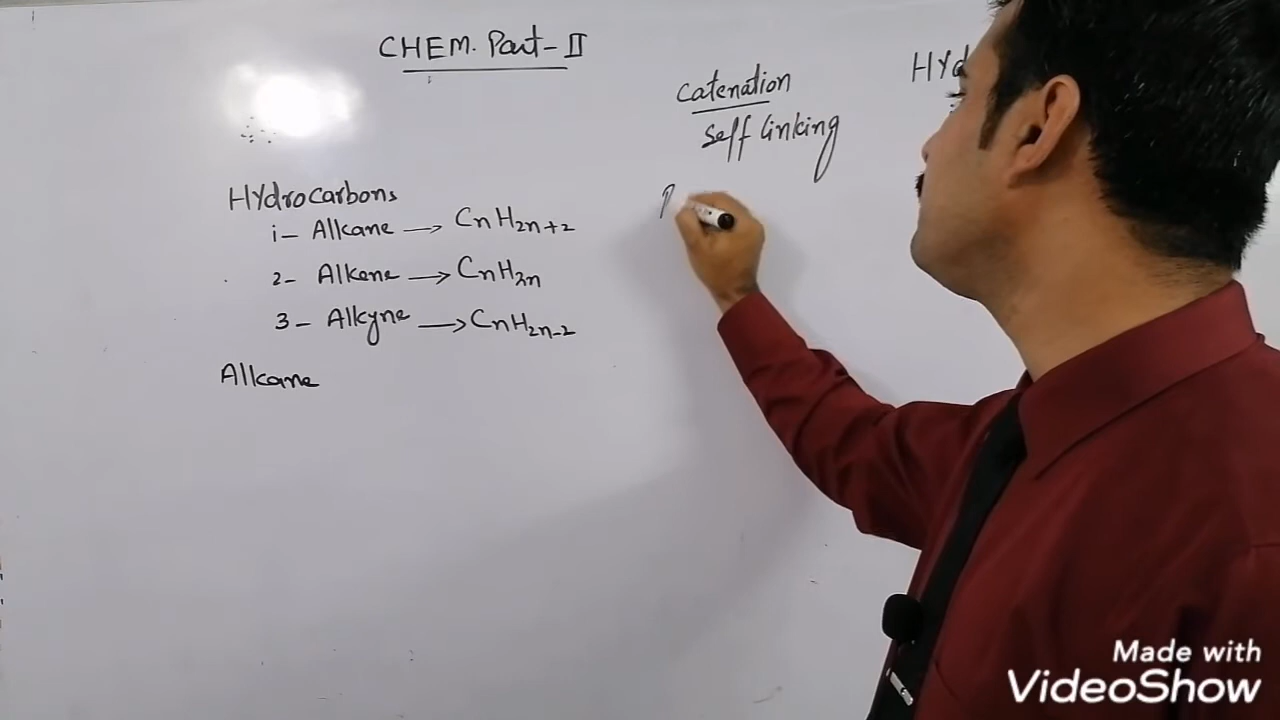 CHEM. Part-II
Catenation
Self linking
Hyd
Hydrocarbons
i- Alkane → CnH2n+2
2- Alkene → CnH2n
3- Alkyne → CnH2n-2
Alkane
Made with
VideoShow